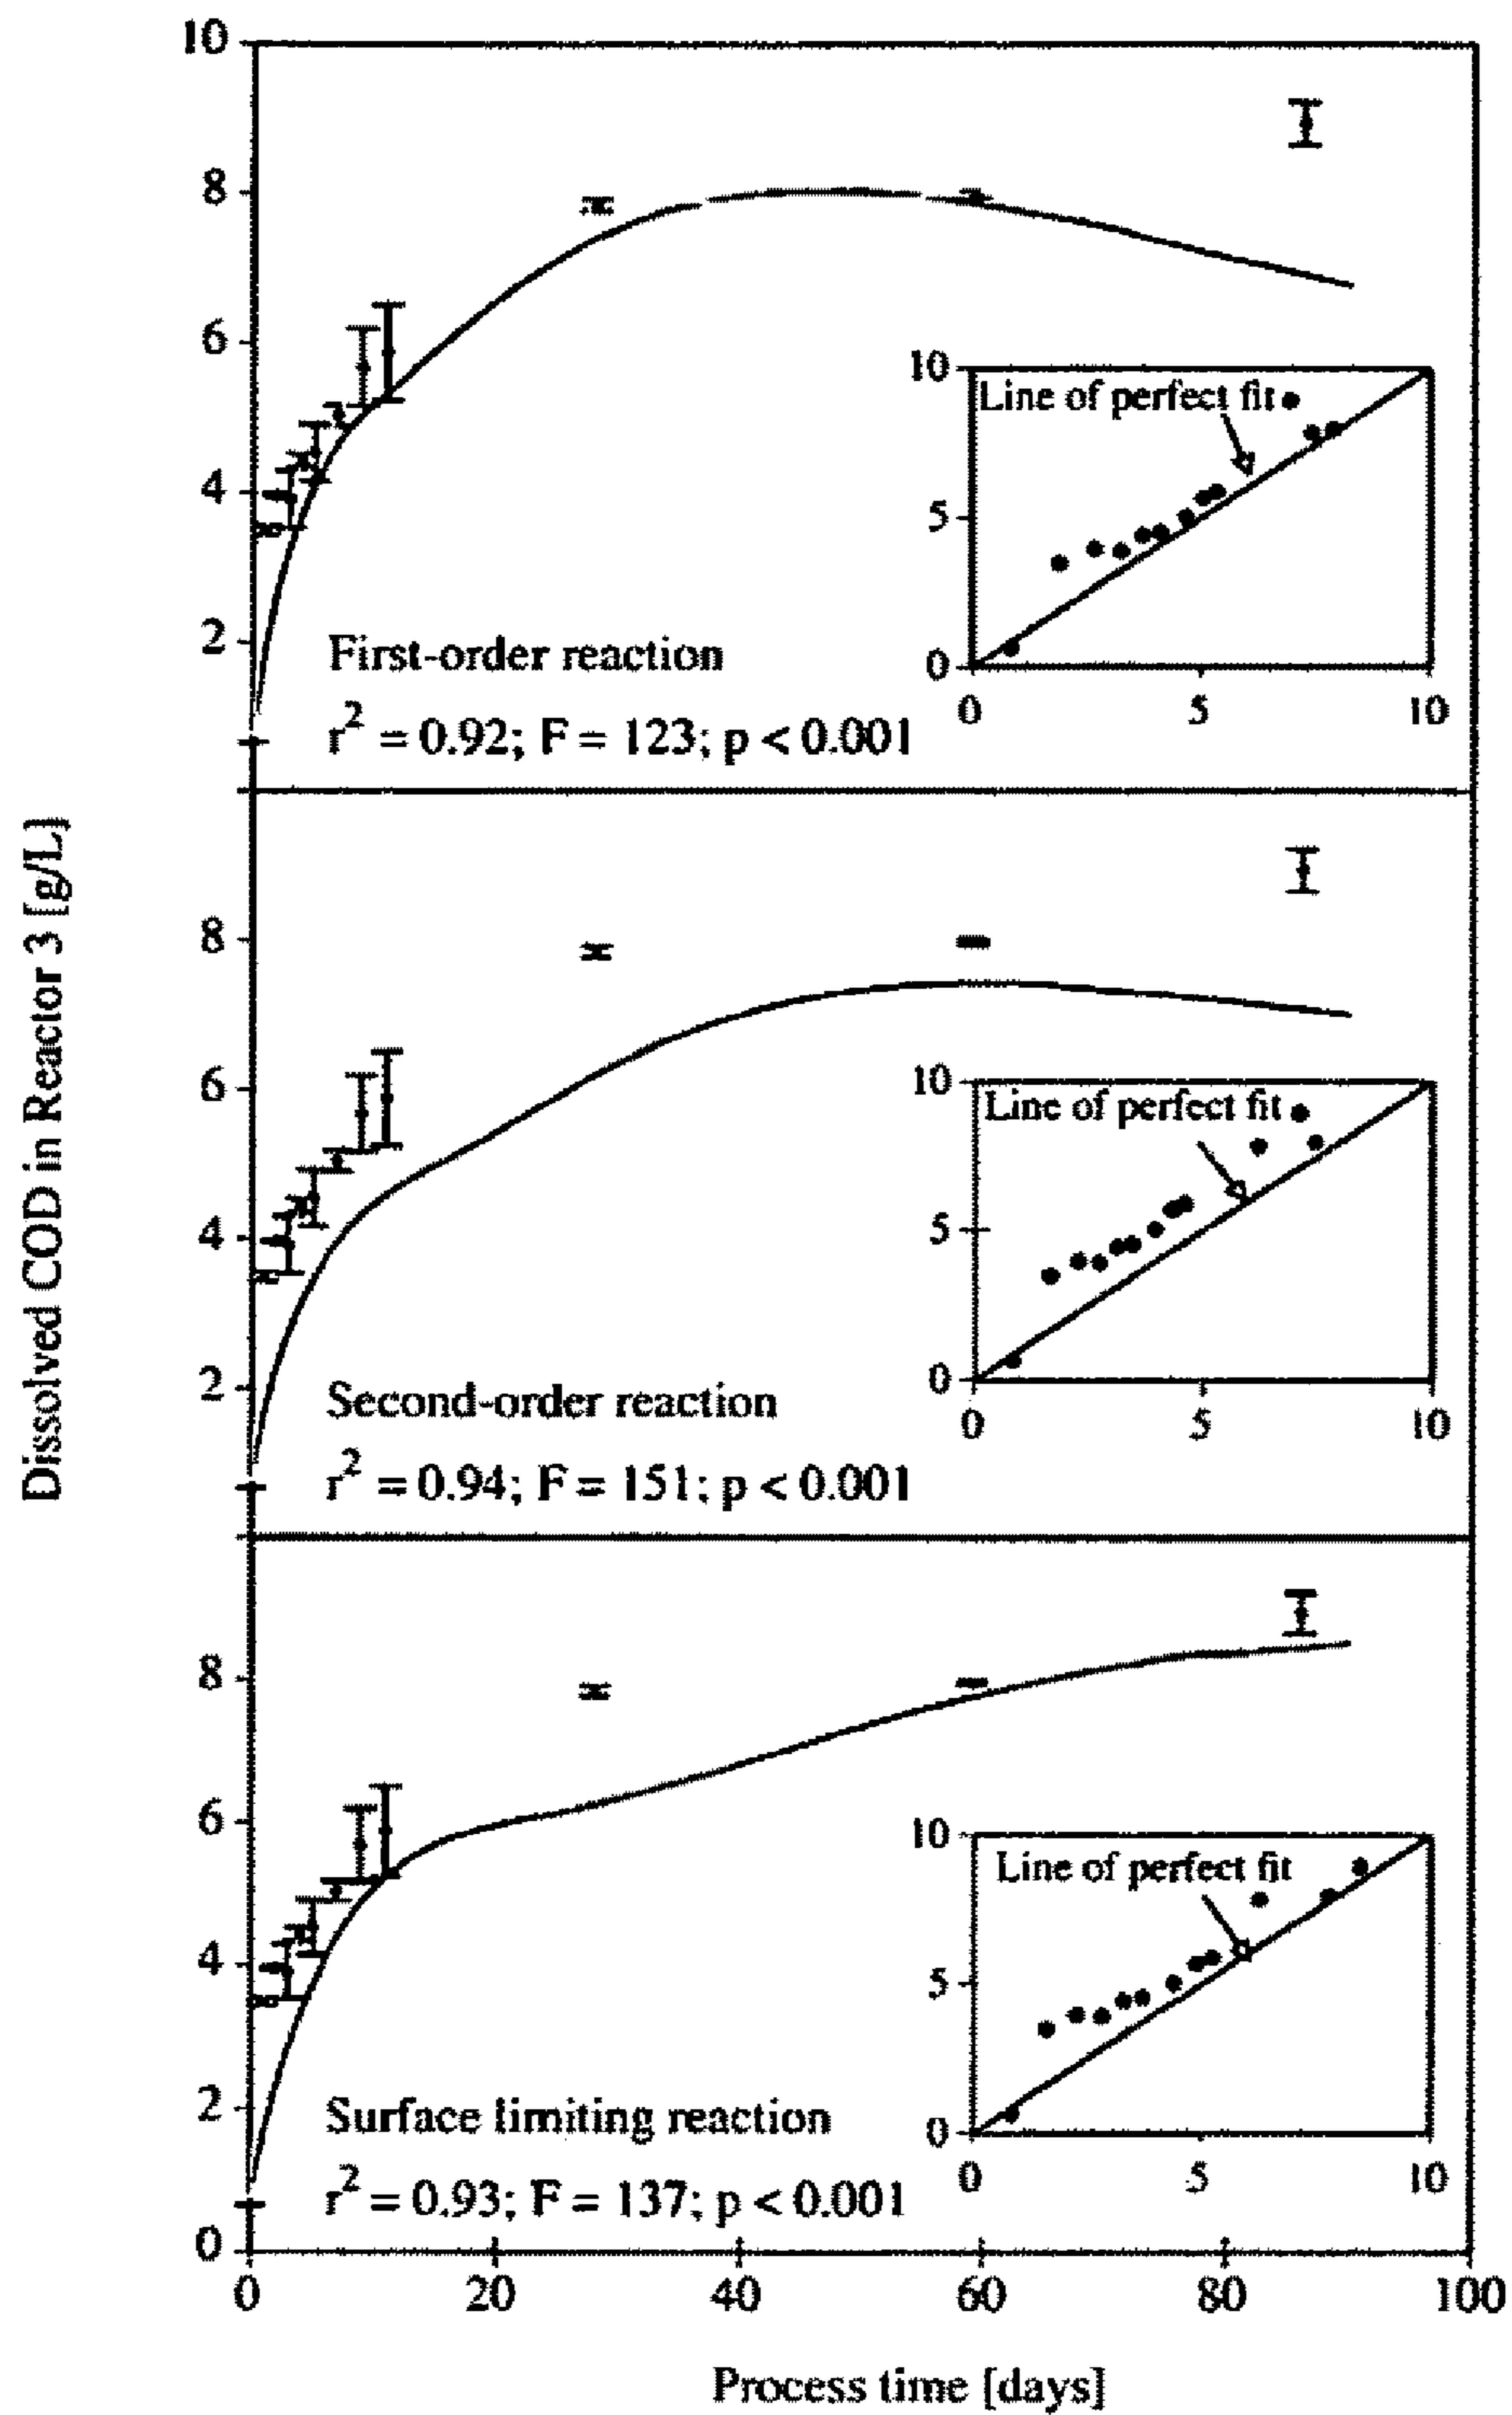 Dissolved COD in Reactor 3 [g/L]
10
8
6
4
2
First-order reaction
r² = 0.92; F = 123; p < 0.001
10
5
0
Line of perfect fit
0 5 10
8
6
4
2
Second-order reaction
r² = 0.94; F = 151; p < 0.001
10
5
0
Line of perfect fit
0 5 10
8
6
4
2
0
Surface limiting reaction
r² = 0.93; F = 137; p < 0.001
10
5
0
Line of perfect fit
0 5 10
0 20 40 60 80 100
Process time [days]